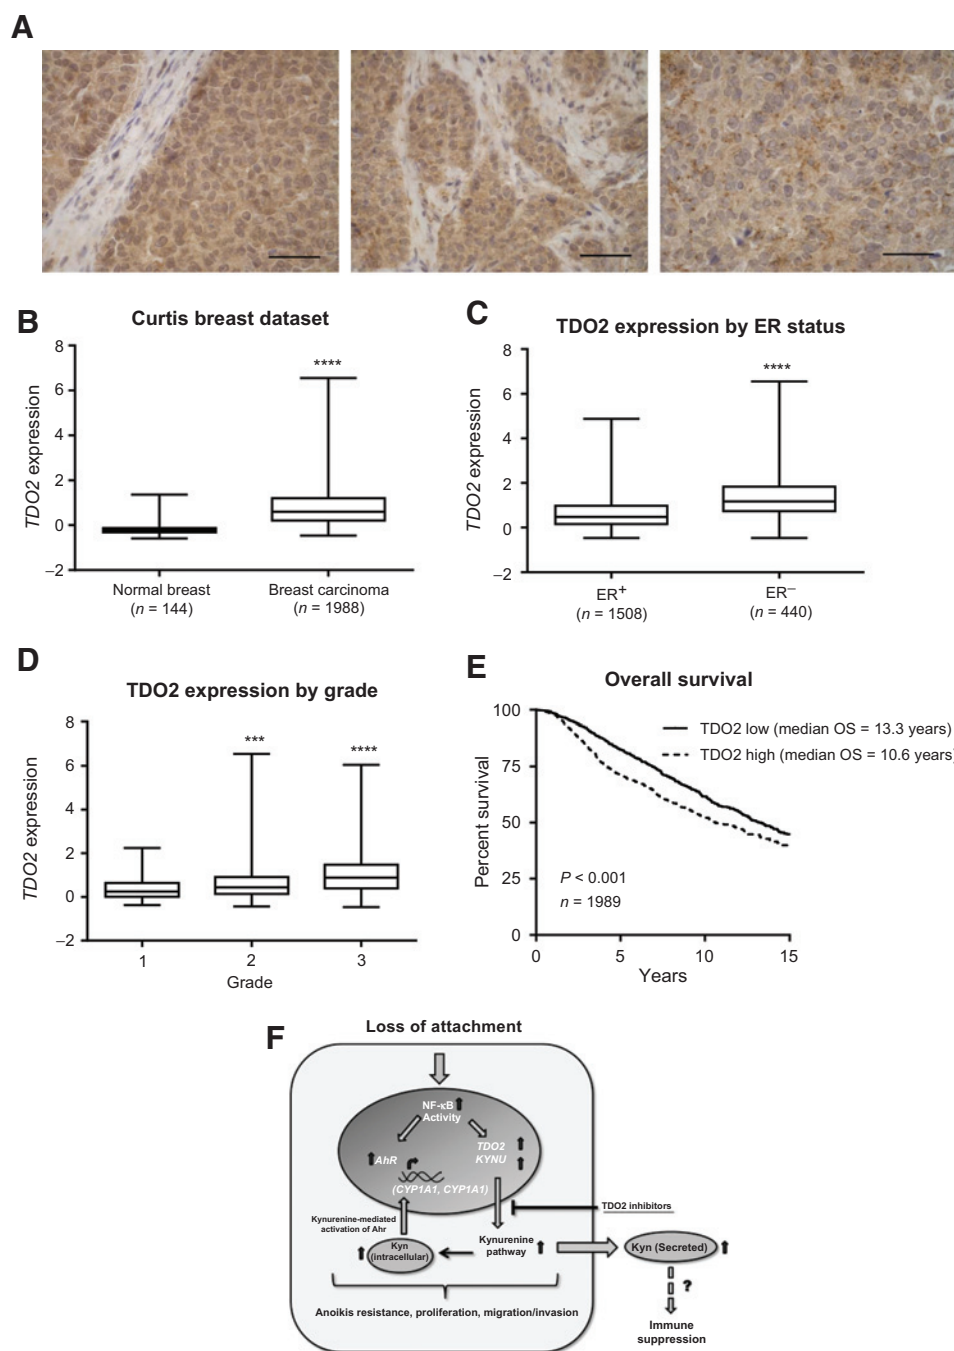 A
B
Curtis breast dataset
TDO2 expression
8
6
4
2
0
−2
****
Normal breast
(n = 144)
Breast carcinoma
(n = 1988)
C
TDO2 expression by ER status
TDO2 expression
8
6
4
2
0
−2
****
ER+
(n = 1508)
ER−
(n = 440)
D
TDO2 expression by grade
TDO2 expression
8
6
4
2
0
−2
***
****
1
2
3
Grade
E
Overall survival
Percent survival
100
75
50
25
0
TDO2 low (median OS = 13.3 years)
TDO2 high (median OS = 10.6 years)
P < 0.001
n = 1989
0
5
10
15
Years
F
Loss of attachment
NF-κB
Activity
AhR
TDO2
KYNU
(CYP1A1, CYP1A1)
TDO2 inhibitors
Kynurenine-mediated
activation of Ahr
Kyn
(intracellular)
Kynurenine
pathway
Kyn (Secreted)
?
Anoikis resistance, proliferation, migration/invasion
Immune
suppression